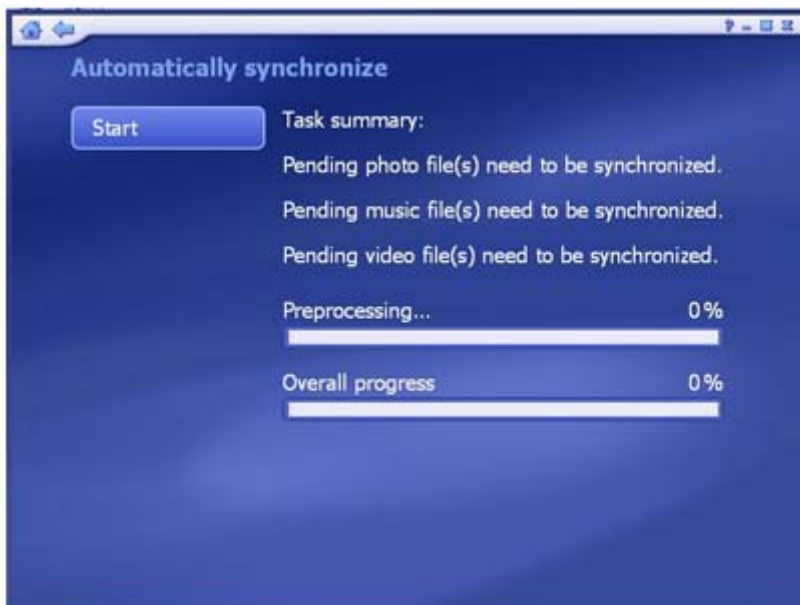 Automatically synchronize
Start
Task summary:
Pending photo file(s) need to be synchronized.
Pending music file(s) need to be synchronized.
Pending video file(s) need to be synchronized.
Preprocessing... 0%
Overall progress 0%